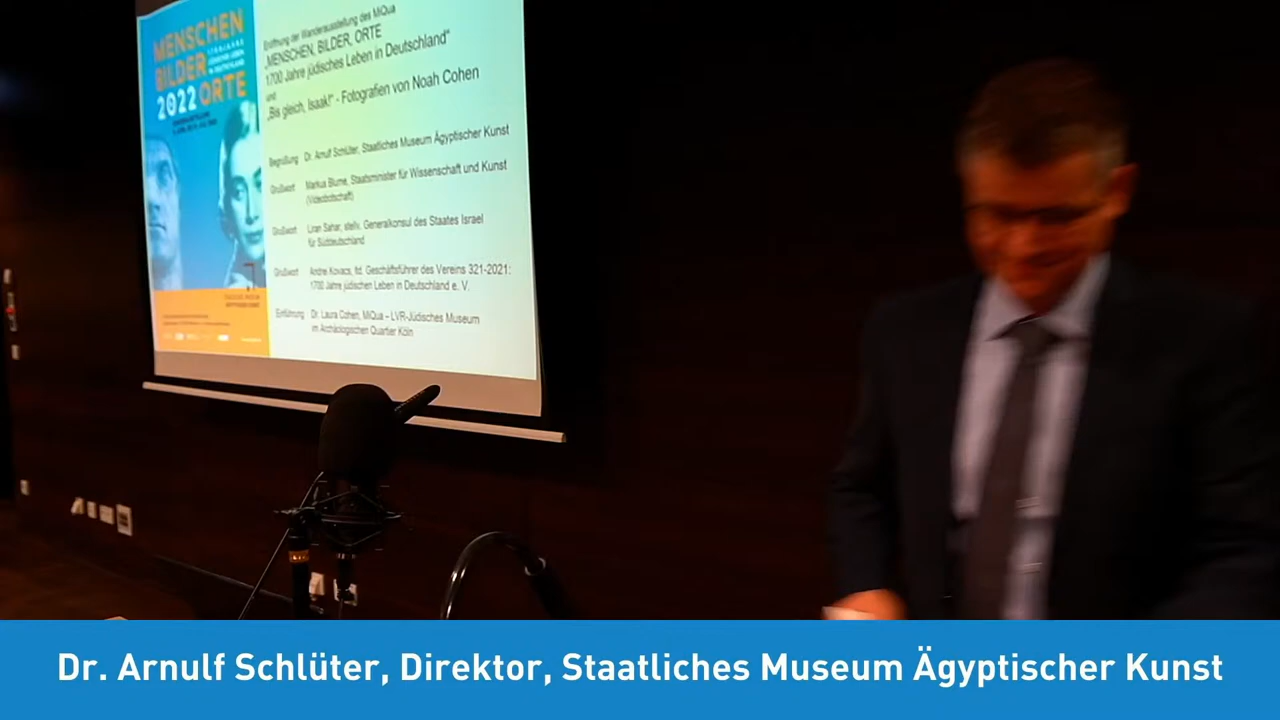 MENSCHEN
BILDER
2022 ORTE
Eröffnung der Wanderausstellung des MiQua
„MENSCHEN, BILDER, ORTE
1700 Jahre jüdisches Leben in Deutschland“
und
„Bis gleich, Isaak!“ - Fotografien von Noah Cohen
Begrüßung Dr. Arnulf Schlüter, Staatliches Museum Ägyptischer Kunst
Grußwort Markus Blume, Staatsminister für Wissenschaft und Kunst
(Videobotschaft)
Grußwort Liran Sahar, stellv. Generalkonsul des Staates Israel
für Süddeutschland
Grußwort Andrei Kovacs, ltd. Geschäftsführer des Vereins 321-2021:
1700 Jahre jüdischen Leben in Deutschland e. V.
Einführung Dr. Laura Cohen, MiQua – LVR-Jüdisches Museum
im Archäologischen Quartier Köln
Dr. Arnulf Schlüter, Direktor, Staatliches Museum Ägyptischer Kunst